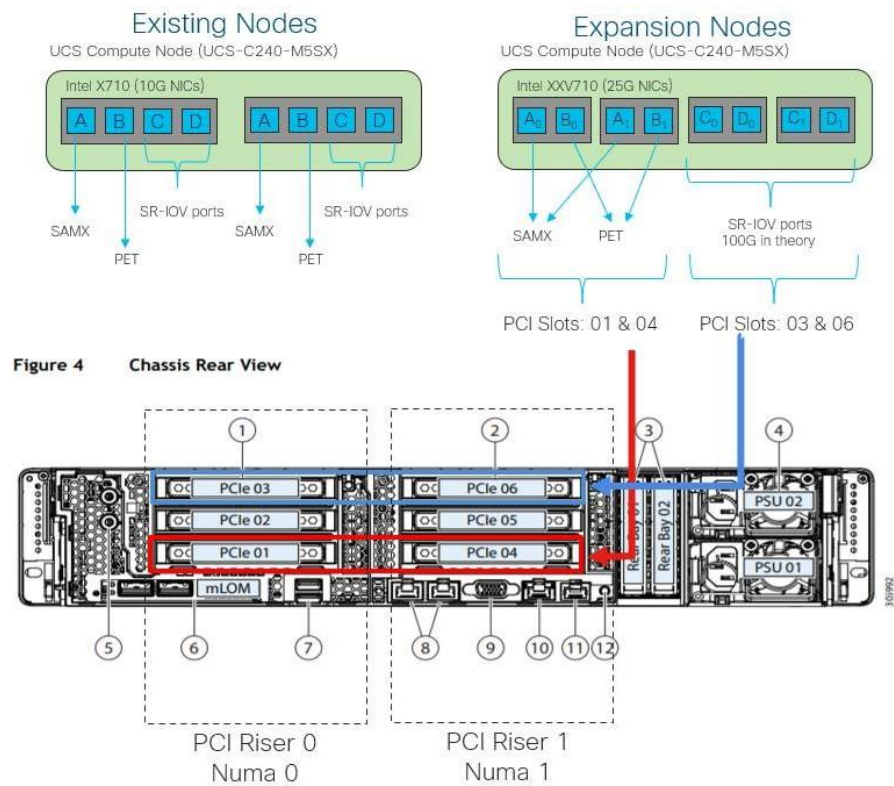 Existing Nodes
UCS Compute Node (UCS-C240-M5SX)
Intel X710 (10G NICs)
A B C D A B C D
SR-IOV ports SR-IOV ports
SAMX SAMX
PET PET
Expansion Nodes
UCS Compute Node (UCS-C240-M5SX)
Intel XXV710 (25G NICs)
A0 B0 A1 B1 C0 D0 C1 D1
SAMX PET
SR-IOV ports
100G in theory
PCI Slots: 01 & 04 PCI Slots: 03 & 06
Figure 4 Chassis Rear View
1 2 3 4
PCIe 03 PCIe 06
PCIe 02 PCIe 05
PCIe 01 PCIe 04
mLOM
Rear Bay 01
Rear Bay 02
PSU 02
PSU 01
305992
5 6 7 8 9 10 11 12
PCI Riser 0 PCI Riser 1
Numa 0 Numa 1